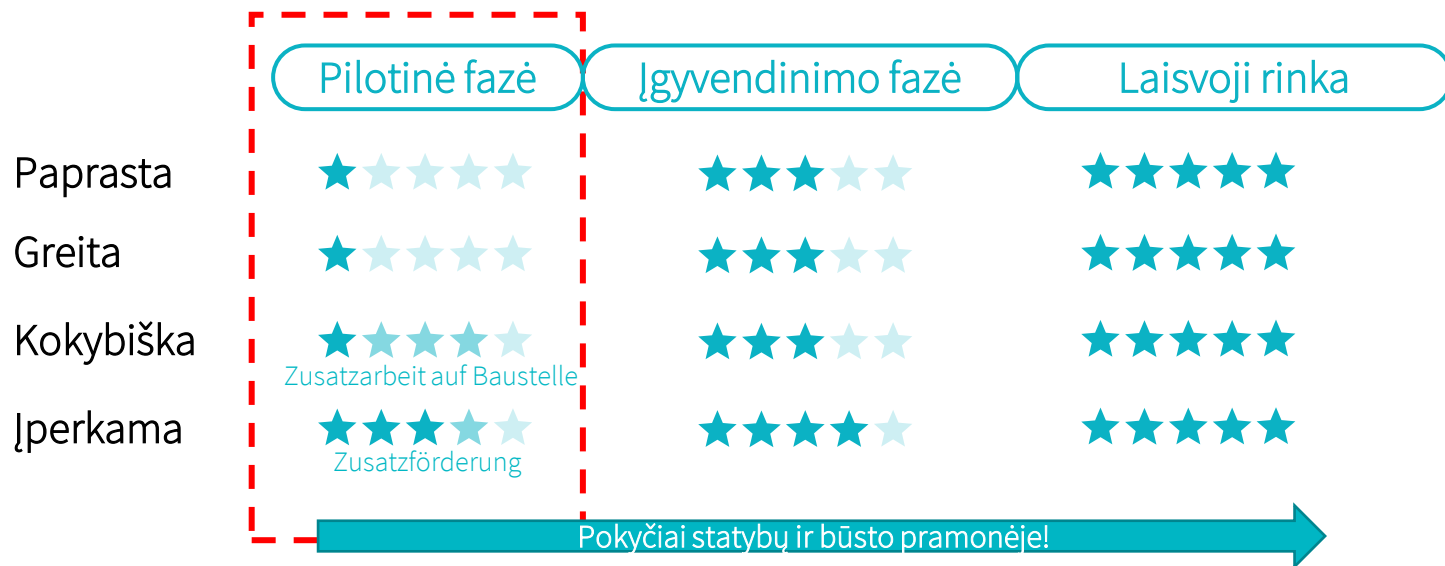 Pilotinė fazė
Įgyvendinimo fazė
Laisvoji rinka
Paprasta
Greita
Kokybiška
Zusatzarbeit auf Baustelle
Įperkama
Zusatzförderung
Pokyčiai statybų ir būsto pramonėje!